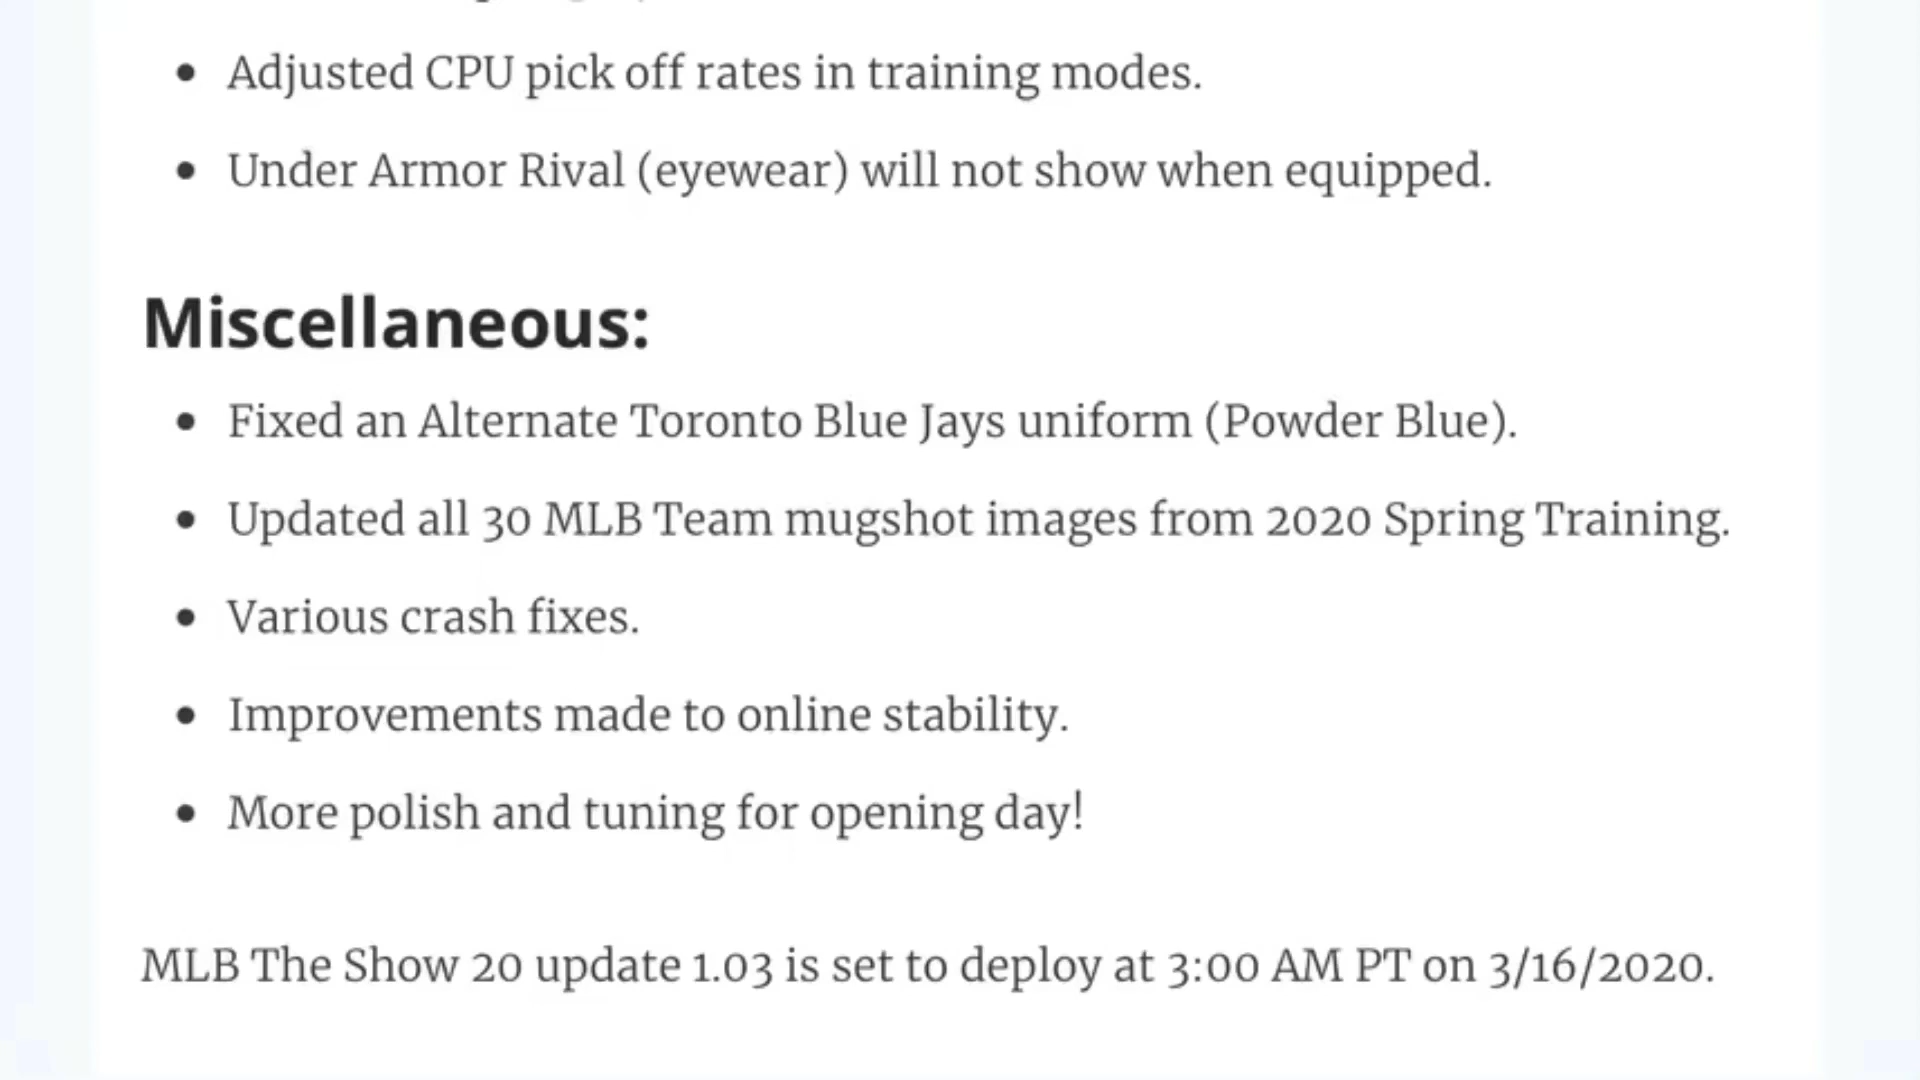 Adjusted CPU pick off rates in training modes.
Under Armor Rival (eyewear) will not show when equipped.
Miscellaneous:
Fixed an Alternate Toronto Blue Jays uniform (Powder Blue).
Updated all 30 MLB Team mugshot images from 2020 Spring Training.
Various crash fixes.
Improvements made to online stability.
More polish and tuning for opening day!
MLB The Show 20 update 1.03 is set to deploy at 3:00 AM PT on 3/16/2020.